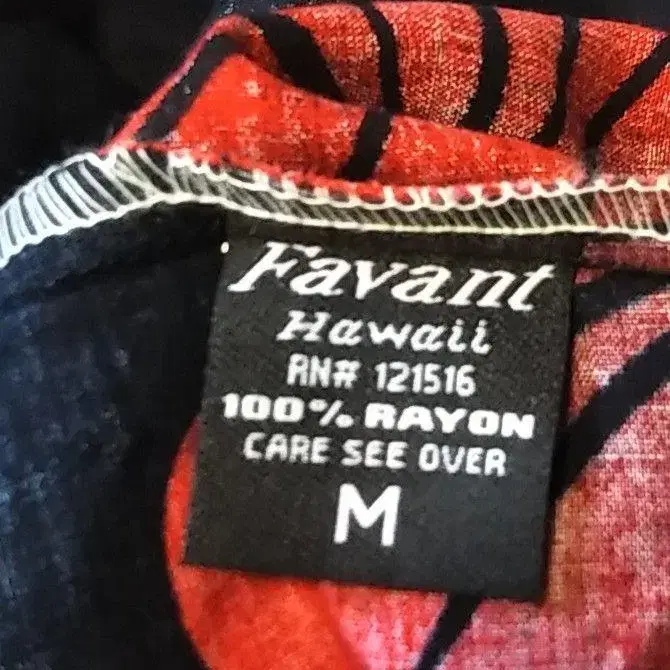 Favant
Hawaii
RN# 121516
100% RAYON
CARE SEE OVER
M